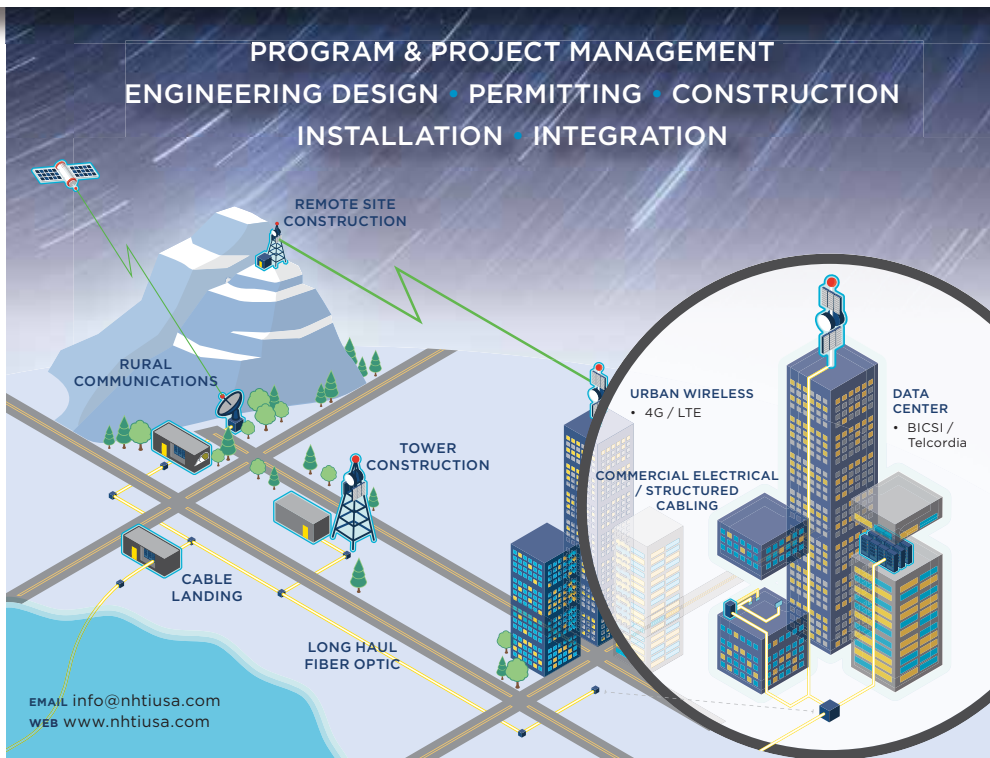 PROGRAM & PROJECT MANAGEMENT
ENGINEERING DESIGN • PERMITTING • CONSTRUCTION
INSTALLATION • INTEGRATION
REMOTE SITE
CONSTRUCTION
RURAL
COMMUNICATIONS
TOWER
CONSTRUCTION
URBAN WIRELESS
• 4G / LTE
DATA
CENTER
• BICSI /
Telcordia
COMMERCIAL ELECTRICAL
/ STRUCTURED
CABLING
CABLE
LANDING
LONG HAUL
FIBER OPTIC
EMAIL info@nhtiusa.com
WEB www.nhtiusa.com